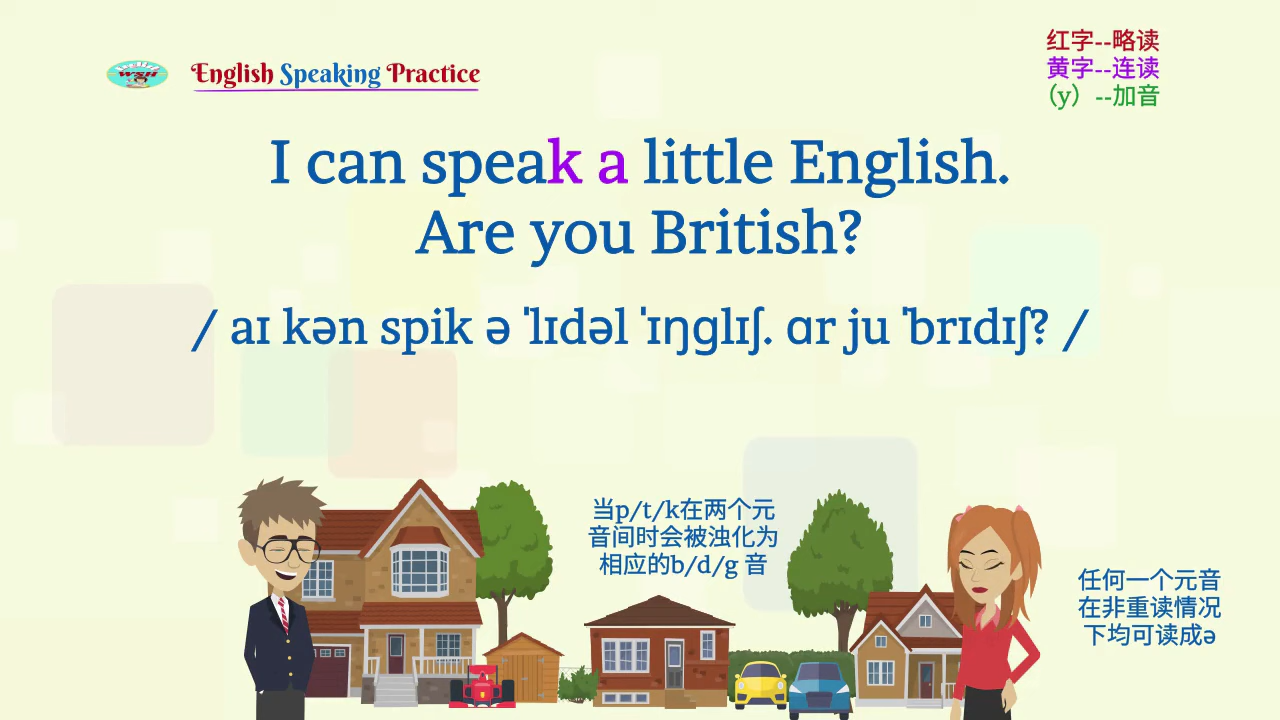 English Speaking Practice
红字--略读
黄字--连读
（y）--加音
I can speak a little English.
Are you British?
/ aɪ kən spik ə ˈlɪdəl ˈɪŋɡlɪʃ. ɑr ju ˈbrɪdɪʃ? /
当p/t/k在两个元
音间时会被浊化为
相应的b/d/g 音
任何一个元音
在非重读情况
下均可读成ə